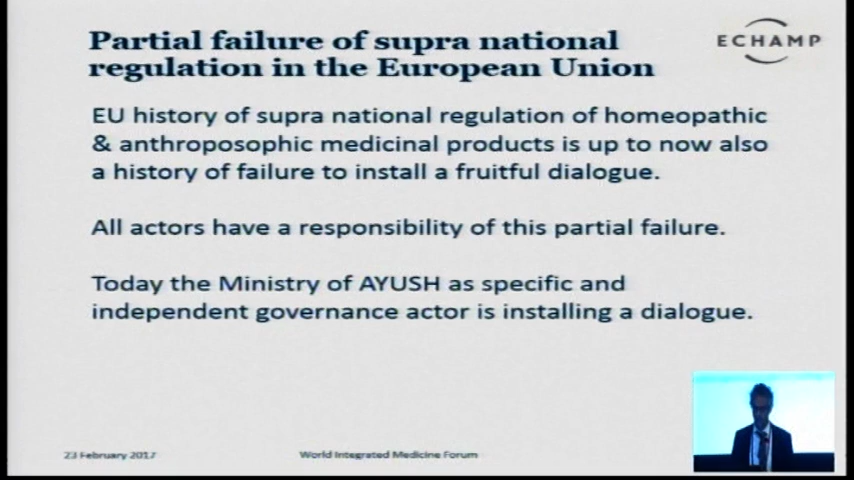 Partial failure of supra national
regulation in the European Union
ECHAMP
EU history of supra national regulation of homeopathic
& anthroposophic medicinal products is up to now also
a history of failure to install a fruitful dialogue.
All actors have a responsibility of this partial failure.
Today the Ministry of AYUSH as specific and
independent governance actor is installing a dialogue.
23 February 2017
World Integrated Medicine Forum